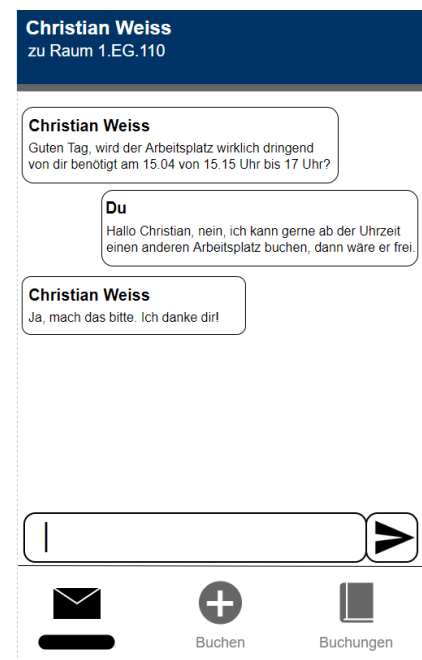 Christian Weiss
zu Raum 1.EG.110
Christian Weiss
Guten Tag, wird der Arbeitsplatz wirklich dringend
von dir benötigt am 15.04 von 15.15 Uhr bis 17 Uhr?
Du
Hallo Christian, nein, ich kann gerne ab der Uhrzeit
einen anderen Arbeitsplatz buchen, dann wäre er frei.
Christian Weiss
Ja, mach das bitte. Ich danke dir!
Buchen
Buchungen